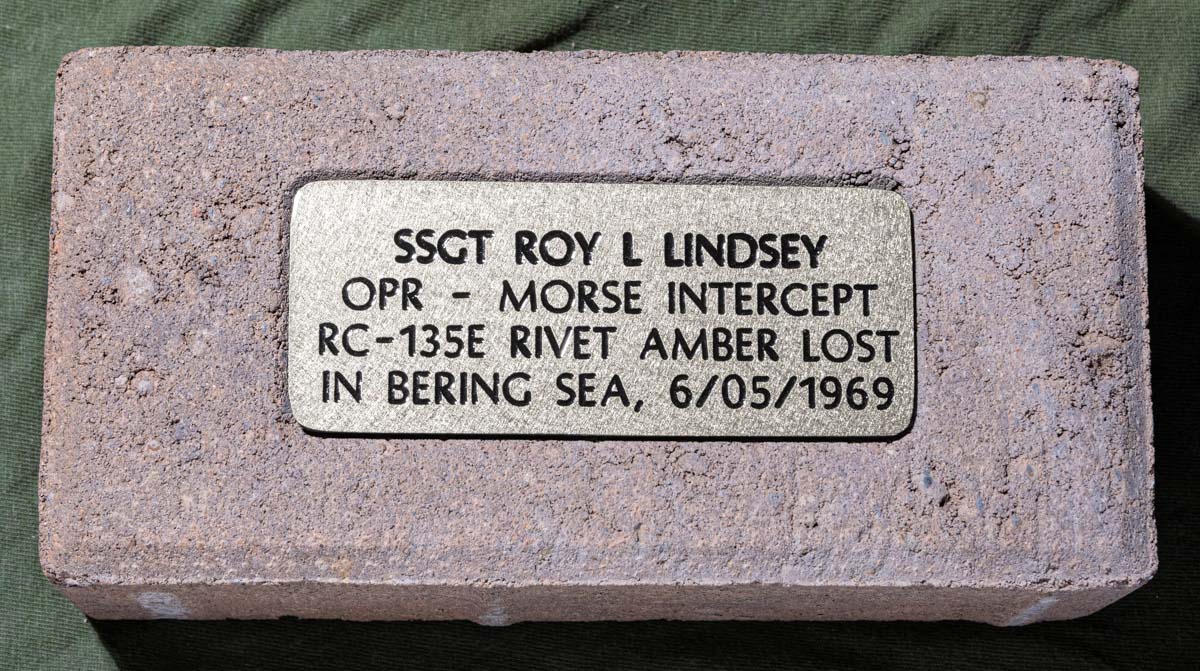 SSGT ROY L LINDSEY
OPR - MORSE INTERCEPT
RC-135E RIVET AMBER LOST
IN BERING SEA, 6/05/1969